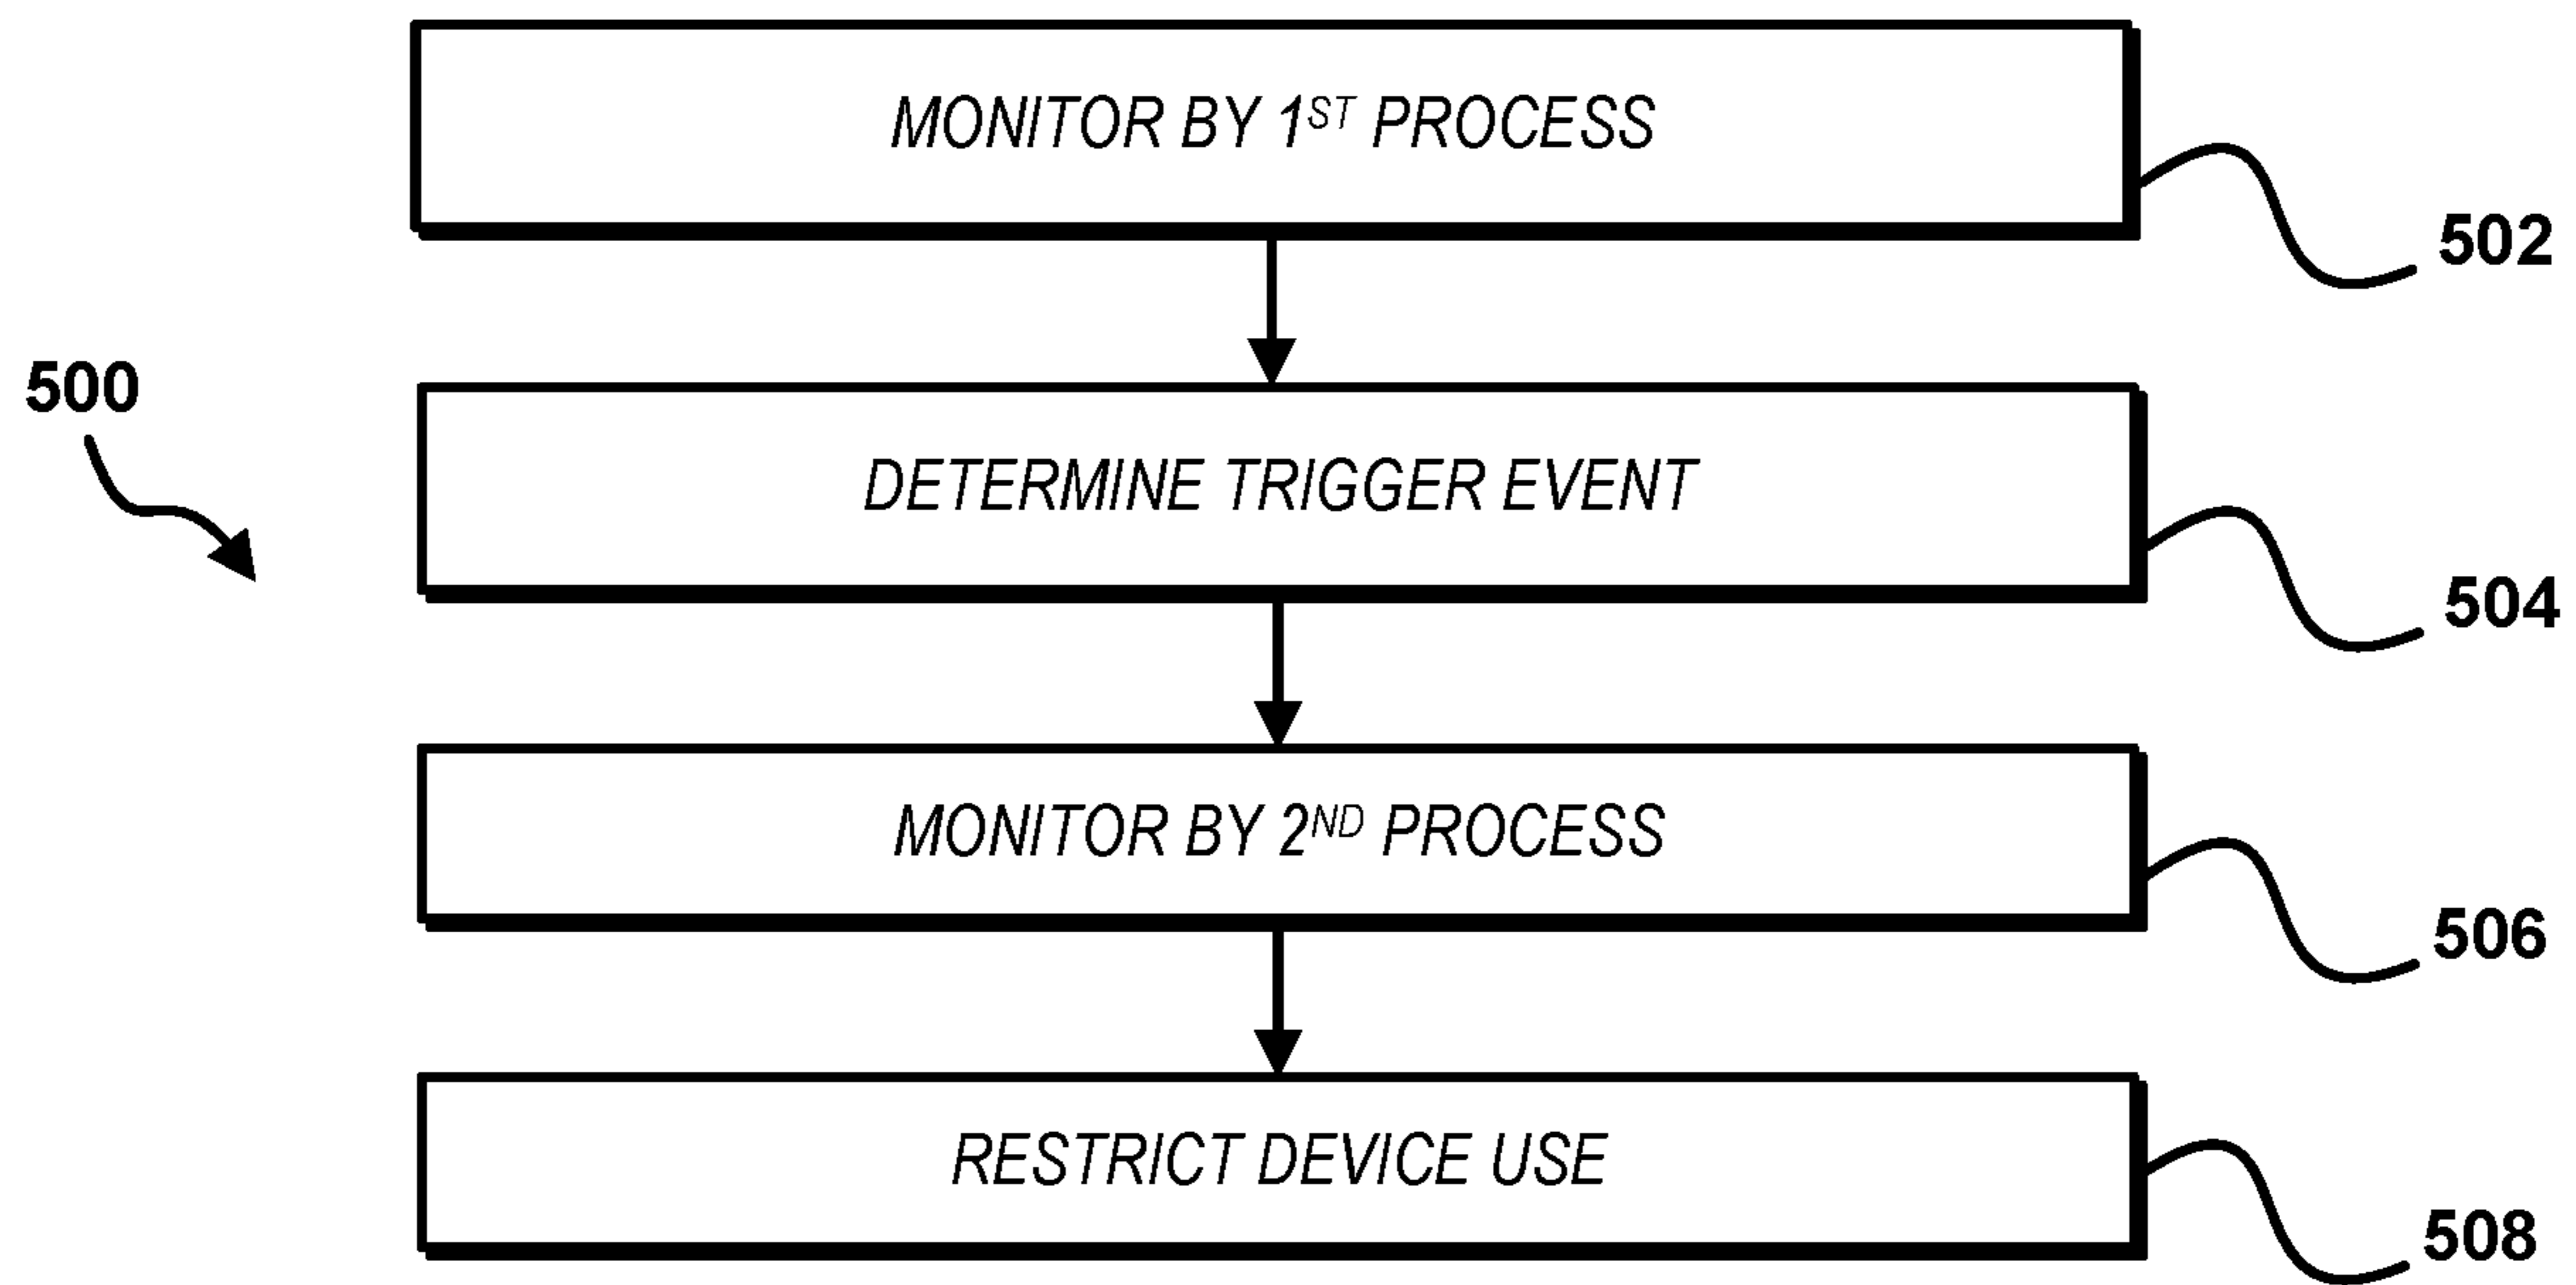 MONITOR BY 1ST PROCESS
502
500
DETERMINE TRIGGER EVENT
504
MONITOR BY 2ND PROCESS
506
RESTRICT DEVICE USE
508